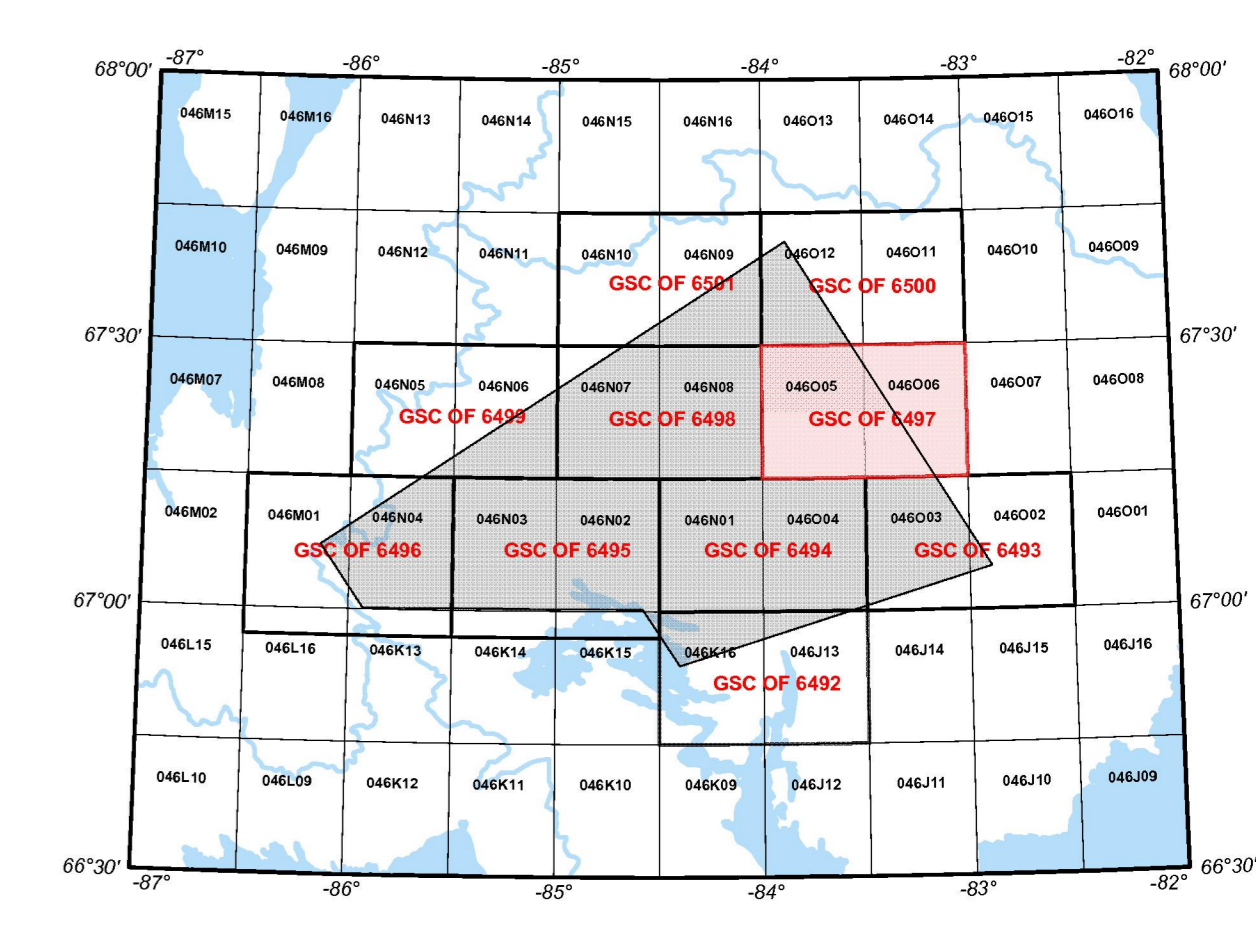 -87° -86° -85° -84° -83° -82°
68°00' 68°00'
046M15 046M16 046N13 046N14 046N15 046N16 046O13 046O14 046O15 046O16
046M10 046M09 046N12 046N11 046N10 046N09 046O12 046O11 046O10 046O09
GSC OF 6501 GSC OF 6500
67°30' 67°30'
046M07 046M08 046N05 046N06 046N07 046N08 046O05 046O06 046O07 046O08
GSC OF 6499 GSC OF 6498 GSC OF 6497
046M02 046M01 046N04 046N03 046N02 046N01 046O04 046O03 046O02 046O01
GSC OF 6496 GSC OF 6495 GSC OF 6494 GSC OF 6493
67°00' 67°00'
046L15 046L16 046K13 046K14 046K15 046K16 046J13 046J14 046J15 046J16
GSC OF 6492
046L10 046L09 046K12 046K11 046K10 046K09 046J12 046J11 046J10 046J09
66°30' 66°30'
-87° -86° -85° -84° -83° -82°